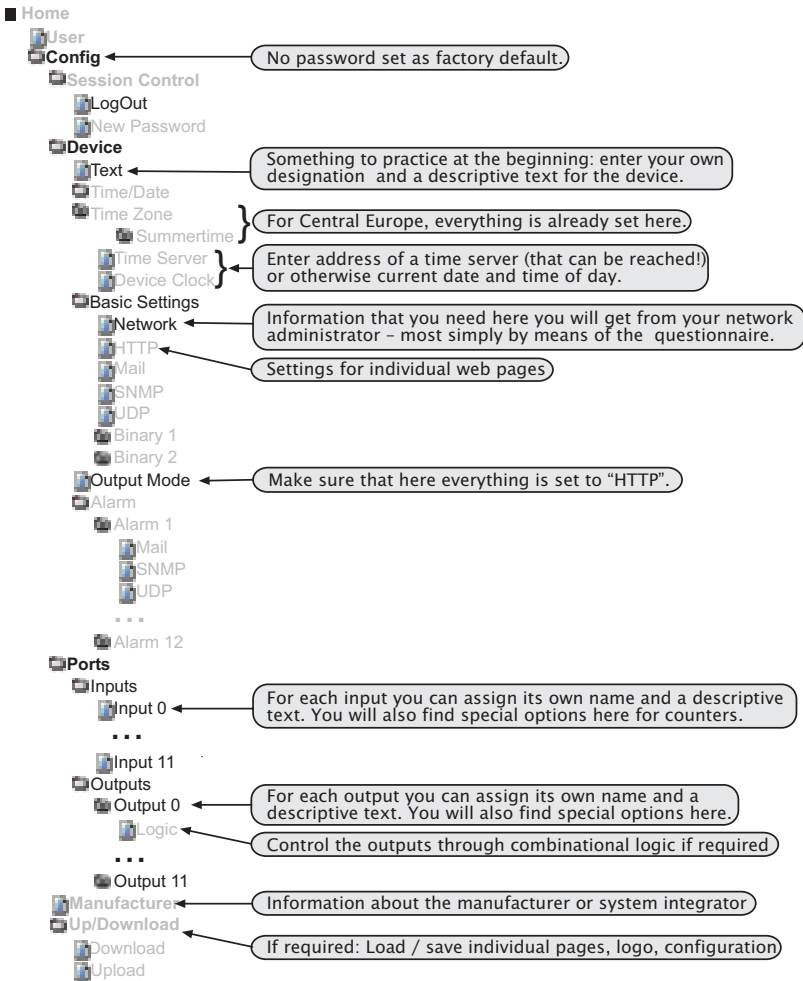 Home
User
Config
No password set as factory default.
Session Control
LogOut
New Password
Device
Text
Something to practice at the beginning: enter your own
designation and a descriptive text for the device.
Time/Date
Time Zone
Summertime
For Central Europe, everything is already set here.
Time Server
Device Clock
Enter address of a time server (that can be reached!)
or otherwise current date and time of day.
Basic Settings
Network
Information that you need here you will get from your network
administrator – most simply by means of the questionnaire.
HTTP
Mail
Settings for individual web pages
SNMP
UDP
Binary 1
Binary 2
Output Mode
Make sure that here everything is set to “HTTP”.
Alarm
Alarm 1
Mail
SNMP
UDP
...
Alarm 12
Ports
Inputs
Input 0
For each input you can assign its own name and a descriptive
text. You will also find special options here for counters.
...
Input 11
Outputs
Output 0
For each output you can assign its own name and a
descriptive text. You will also find special options here.
Logic
Control the outputs through combinational logic if required
...
Output 11
Manufacturer
Information about the manufacturer or system integrator
Up/Download
Download
If required: Load / save individual pages, logo, configuration
Upload